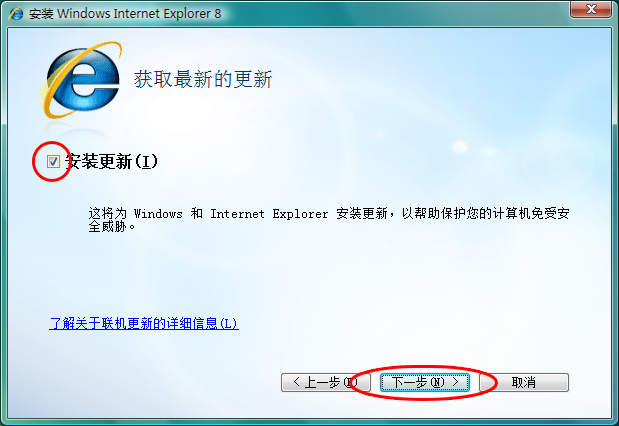 安装 Windows Internet Explorer 8
获取最新的更新
安装更新(I)
这将为 Windows 和 Internet Explorer 安装更新，以帮助保护您的计算机免受安
全威胁。
了解关于联机更新的详细信息(L)
< 上一步(P)
下一步(N) >
取消